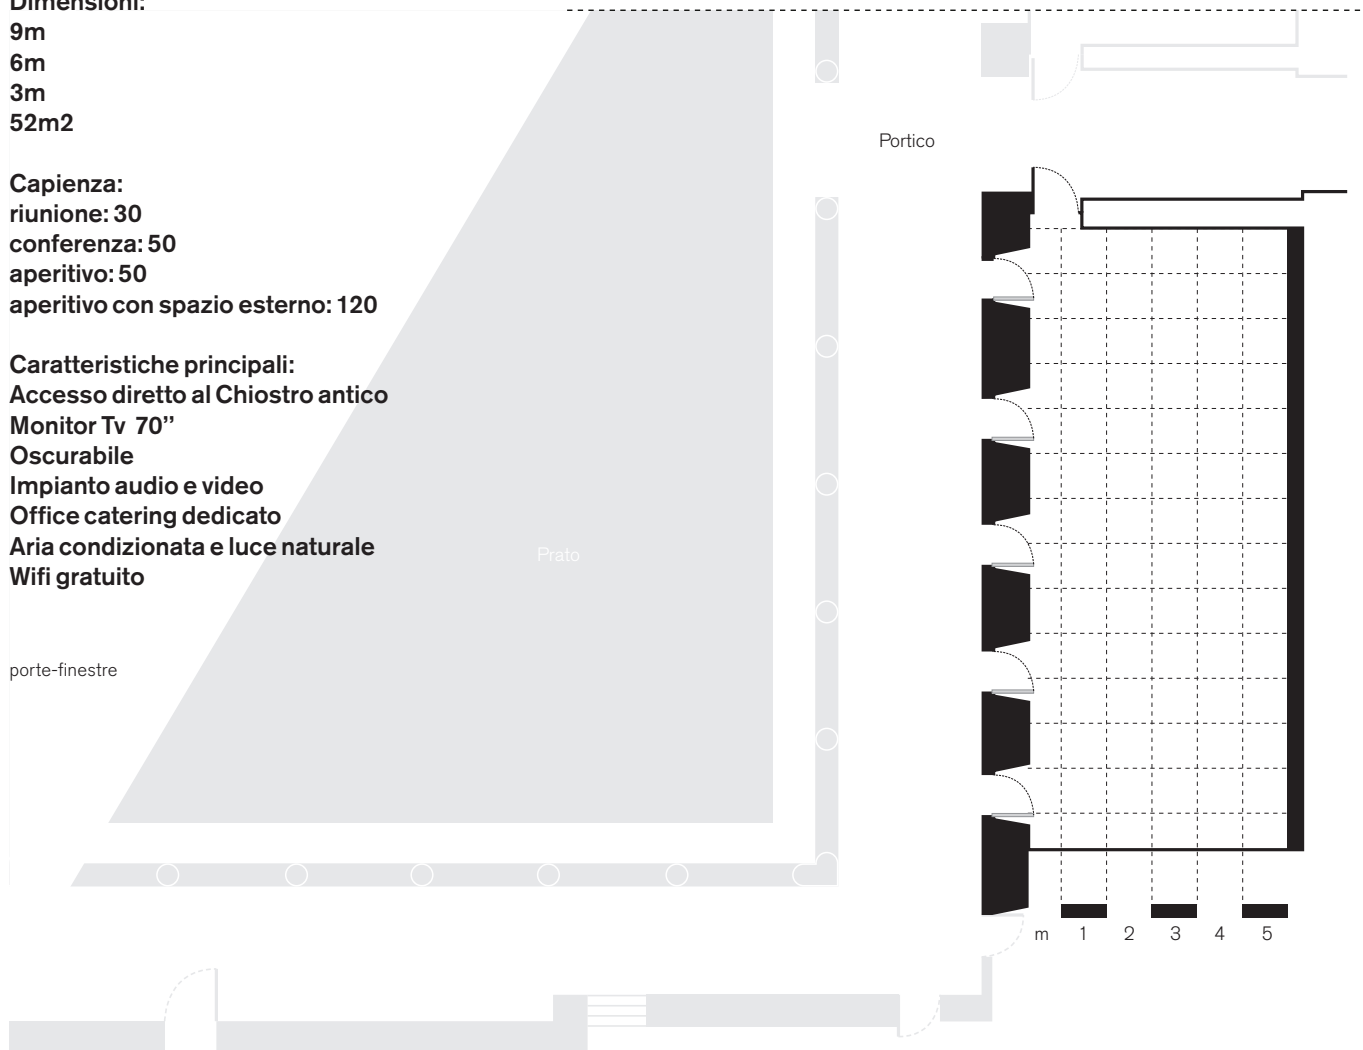 Dimensioni:
9m
6m
3m
52m2
Capienza:
riunione: 30
conferenza: 50
aperitivo: 50
aperitivo con spazio esterno: 120
Caratteristiche principali:
Accesso diretto al Chiostro antico
Monitor Tv 70’’
Oscurabile
Impianto audio e video
Office catering dedicato
Aria condizionata e luce naturale
Wifi gratuito
porte-finestre
Prato
Portico
m 1 2 3 4 5